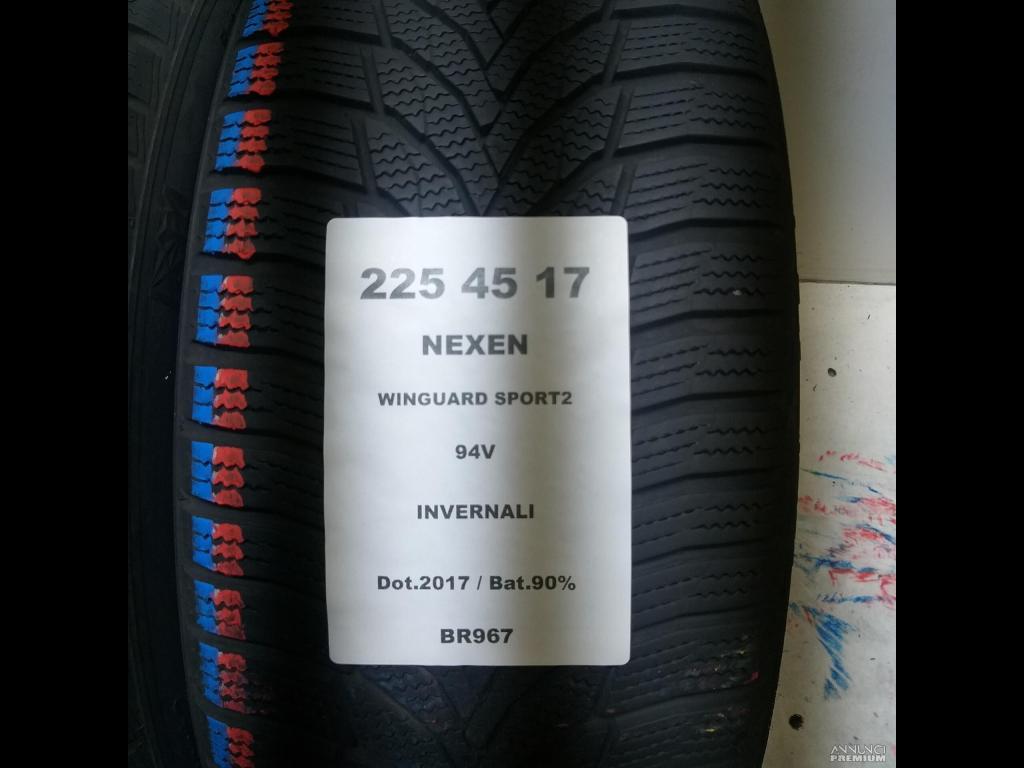 225 45 17
NEXEN
WINGUARD SPORT2
94V
INVERNALI
Dot.2017 / Bat.90%
BR967
ANNUNCI
PREMIUM